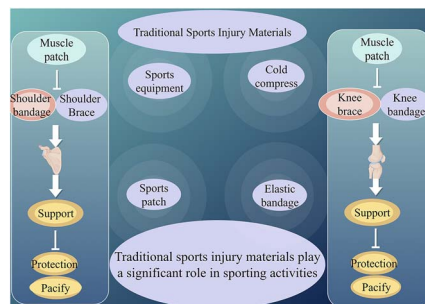 Traditional Sports Injury Materials
Muscle
patch
Shoulder
bandage
Shoulder
Brace
Support
Protection
Pacify
Sports
equipment
Cold
compress
Sports
patch
Elastic
bandage
Traditional sports injury materials play
a significant role in sporting activities
Muscle
patch
Knee
brace
Knee
bandage
Support
Protection
Pacify